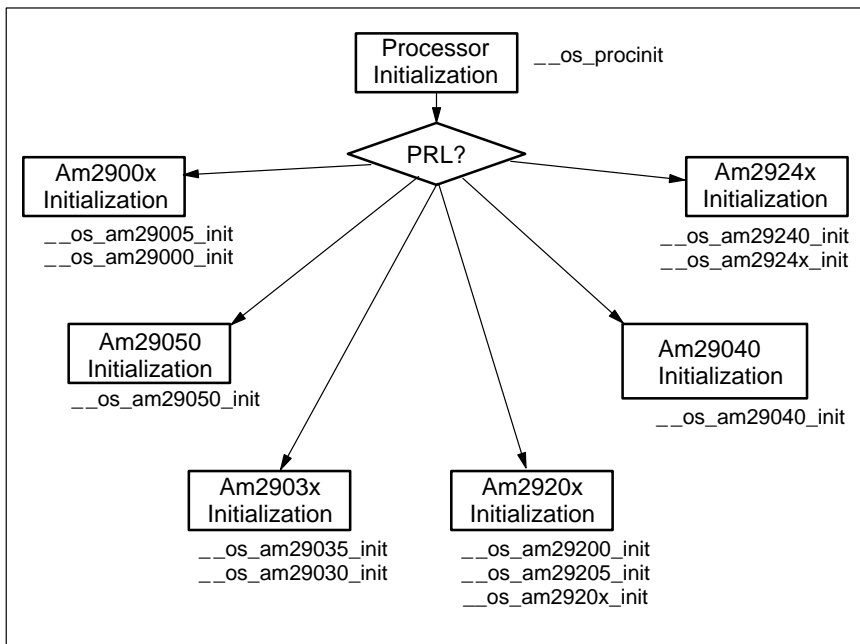 Processor
Initialization
__os_procinit
PRL?
Am2900x
Initialization
__os_am29005_init
__os_am29000_init
Am2924x
Initialization
__os_am29240_init
__os_am2924x_init
Am29050
Initialization
__os_am29050_init
Am29040
Initialization
__os_am29040_init
Am2903x
Initialization
__os_am29035_init
__os_am29030_init
Am2920x
Initialization
__os_am29200_init
__os_am29205_init
__os_am2920x_init